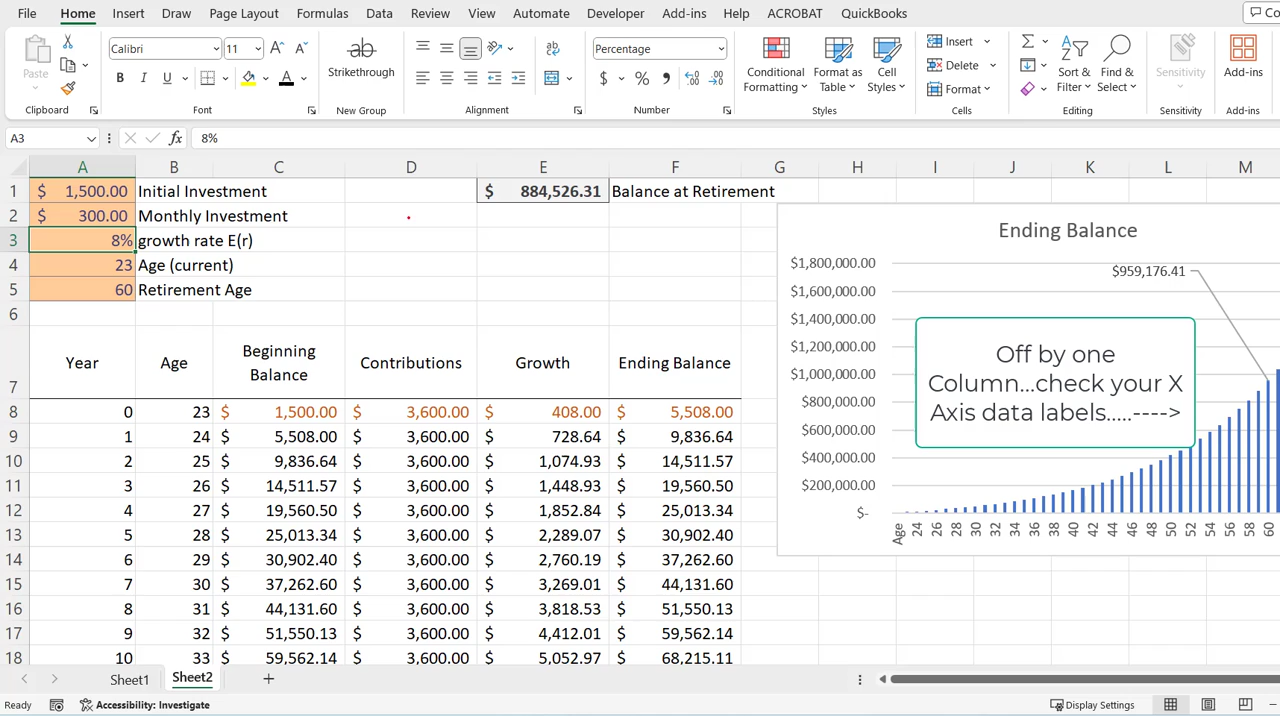 File Home Insert Draw Page Layout Formulas Data Review View Automate Developer Add-ins Help ACROBAT QuickBooks Co
Paste
Calibri 11 A A
B I U A
ab
Strikethrough
ab
Percentage
$ % , .00 .00
Conditional Formatting
Format as Table
Cell Styles
Insert
Delete
Format
Sort & Filter
Find & Select
Sensitivity
Add-ins
Clipboard Font New Group Alignment Number Styles Cells Editing Sensitivity Add-ins
A3 fx 8%
A B C D E F G H I J K L M
1 $ 1,500.00 Initial Investment $ 884,526.31 Balance at Retirement
2 $ 300.00 Monthly Investment
3 8% growth rate E(r)
4 23 Age (current)
5 60 Retirement Age
6
7 Year Age Beginning Balance Contributions Growth Ending Balance
8 0 23 $ 1,500.00 $ 3,600.00 $ 408.00 $ 5,508.00
9 1 24 $ 5,508.00 $ 3,600.00 $ 728.64 $ 9,836.64
10 2 25 $ 9,836.64 $ 3,600.00 $ 1,074.93 $ 14,511.57
11 3 26 $ 14,511.57 $ 3,600.00 $ 1,448.93 $ 19,560.50
12 4 27 $ 19,560.50 $ 3,600.00 $ 1,852.84 $ 25,013.34
13 5 28 $ 25,013.34 $ 3,600.00 $ 2,289.07 $ 30,902.40
14 6 29 $ 30,902.40 $ 3,600.00 $ 2,760.19 $ 37,262.60
15 7 30 $ 37,262.60 $ 3,600.00 $ 3,269.01 $ 44,131.60
16 8 31 $ 44,131.60 $ 3,600.00 $ 3,818.53 $ 51,550.13
17 9 32 $ 51,550.13 $ 3,600.00 $ 4,412.01 $ 59,562.14
18 10 33 $ 59,562.14 $ 3,600.00 $ 5,052.97 $ 68,215.11
Ending Balance
$1,800,000.00
$1,600,000.00
$1,400,000.00
$1,200,000.00
$1,000,000.00
$800,000.00
$600,000.00
$400,000.00
$200,000.00
$-
$959,176.41
Off by one
Column...check your X
Axis data labels.....---->
Age 24 26 28 30 32 34 36 38 40 42 44 46 48 50 52 54 56 58 60
Sheet1 Sheet2 +
Ready Accessibility: Investigate Display Settings